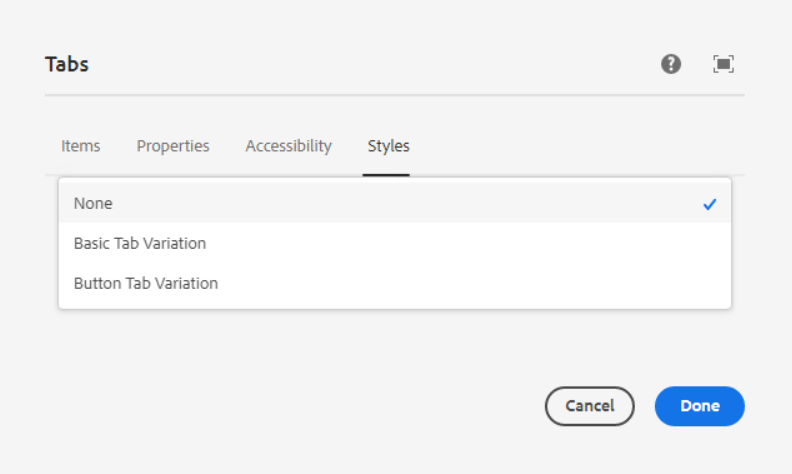 Tabs
Items Properties Accessibility Styles
None
Basic Tab Variation
Button Tab Variation
Cancel Done